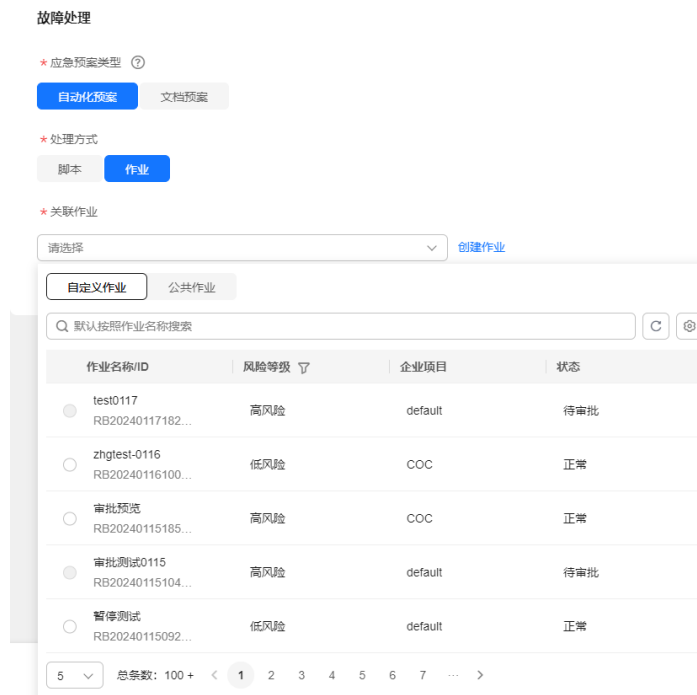 故障处理
* 应急预案类型 ?
自动化预案 文档预案
* 处理方式
脚本 作业
* 关联作业
请选择 创建作业
自定义作业 公共作业
默认按照作业名称搜索
作业名称/ID 风险等级 企业项目 状态
test0117
RB20240117182... 高风险 default 待审批
zhgtest-0116
RB20240116100... 低风险 COC 正常
审批预览
RB20240115185... 高风险 COC 正常
审批测试0115
RB20240115104... 高风险 default 待审批
暂停测试
RB20240115092... 低风险 default 正常
5 总条数：100 + < 1 2 3 4 5 6 7 ... >